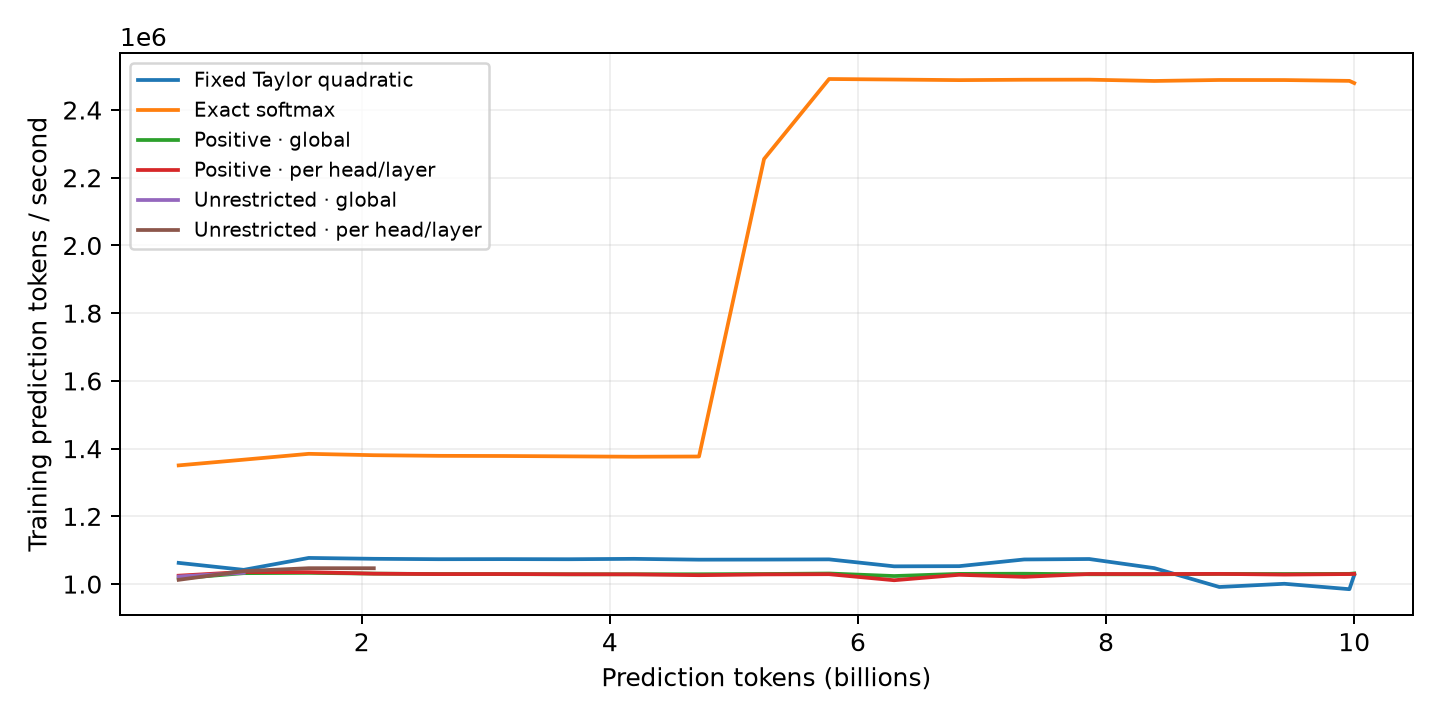 1e6
Training prediction tokens / second
2.4
2.2
2.0
1.8
1.6
1.4
1.2
1.0
Fixed Taylor quadratic
Exact softmax
Positive · global
Positive · per head/layer
Unrestricted · global
Unrestricted · per head/layer
2
4
6
8
10
Prediction tokens (billions)